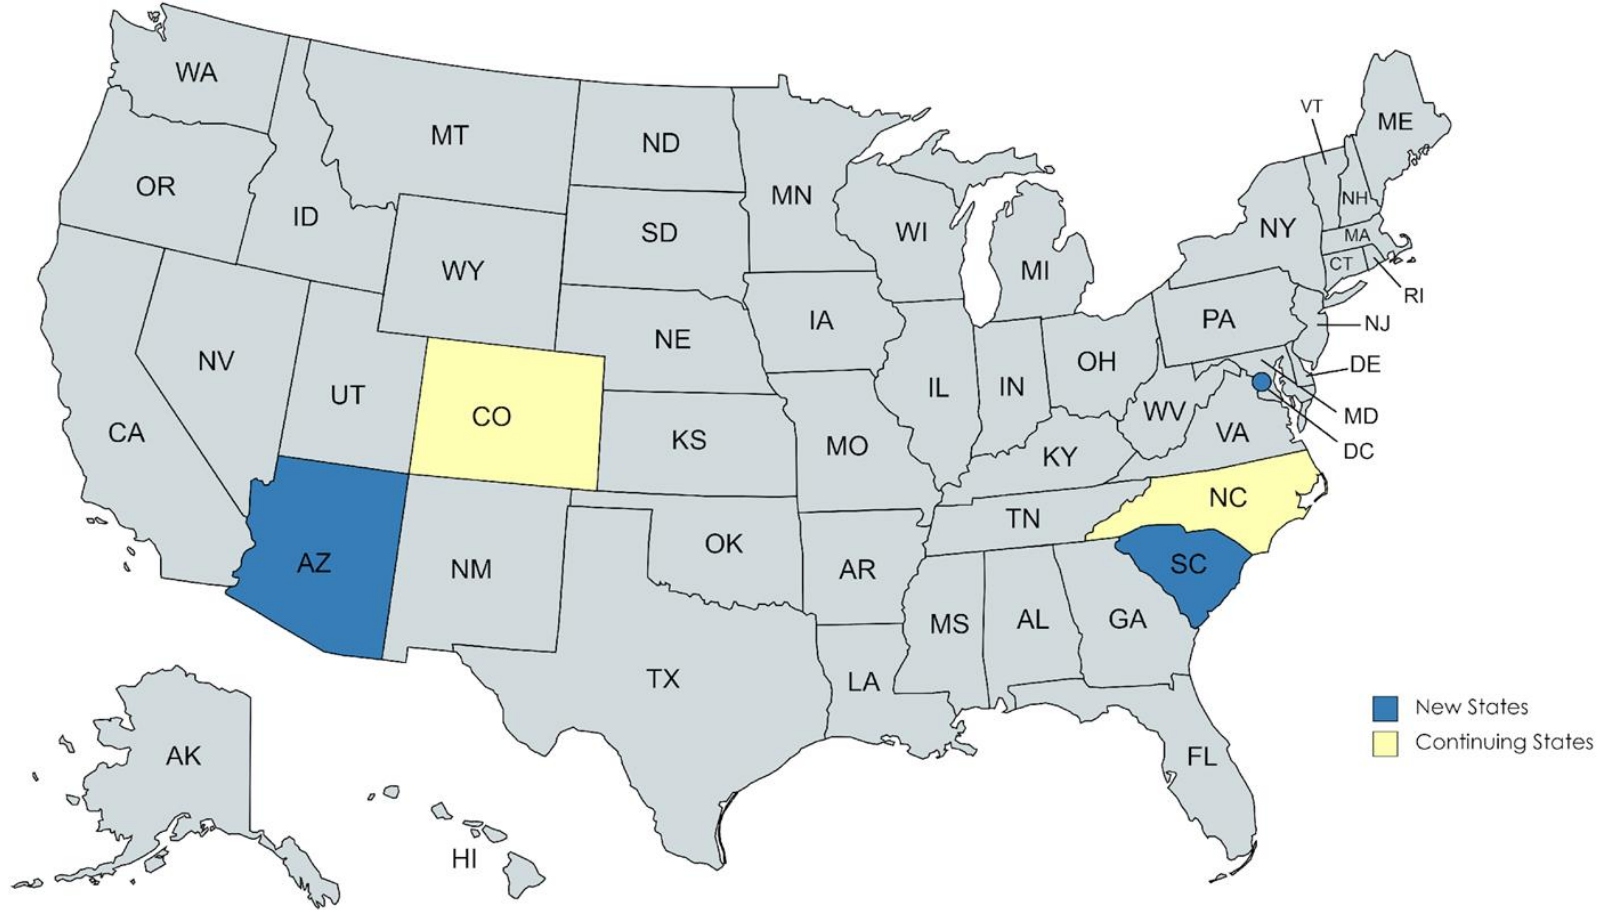 WA
MT
ND
MN
VT
ME
OR
ID
SD
WI
NY
NH
MA
CT
RI
WY
MI
IA
PA
NJ
NV
NE
OH
DE
UT
CO
IL
IN
WV
MD
CA
KS
MO
KY
VA
DC
NC
TN
AZ
NM
OK
AR
SC
MS
AL
GA
TX
LA
New States
Continuing States
AK
FL
HI